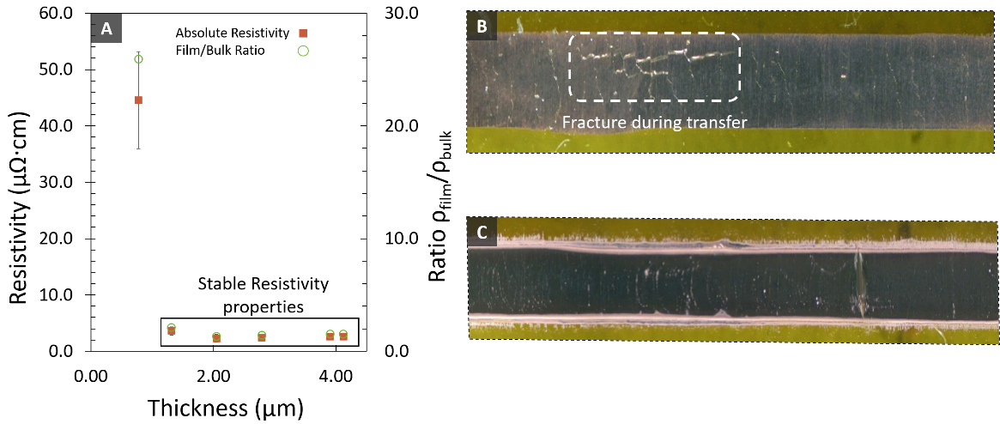 A
Absolute Resistivity
Film/Bulk Ratio
60.0
50.0
40.0
30.0
20.0
10.0
0.0
Resistivity (µΩ·cm)
0.00
2.00
4.00
Thickness (µm)
30.0
20.0
10.0
0.0
Ratio ρfilm/ρbulk
Stable Resistivity
properties
B
Fracture during transfer
C